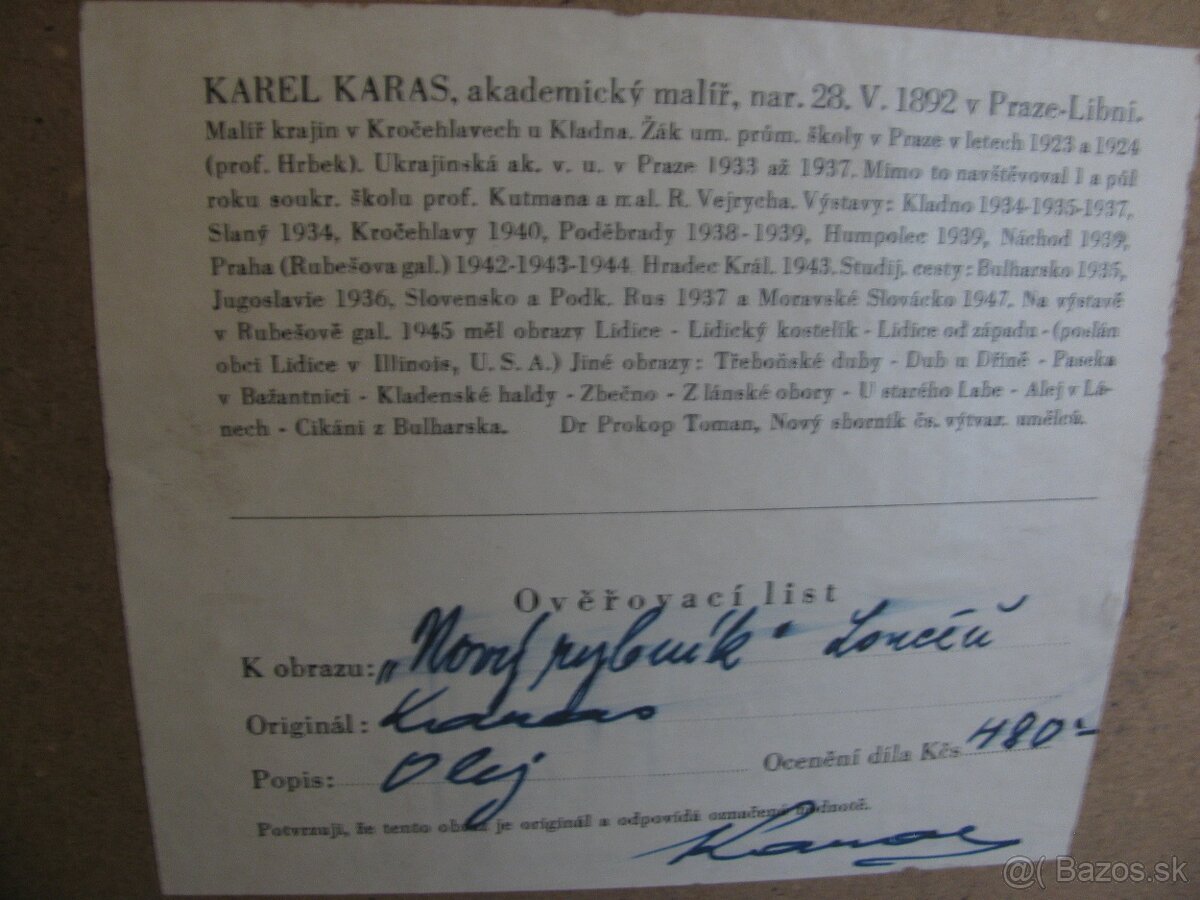 KAREL KARAS, akademický malíř, nar. 28. V. 1892 v Praze-Libni.
Malíř krajin v Kročehlavech u Kladna. Žák um. prům. školy v Praze v letech 1923 a 1924
(prof. Hrbek). Ukrajinská ak. v. u. v Praze 1933 až 1937. Mimo to navštěvoval 1 a půl
roku soukr. školu prof. Kutmana a mal. R. Vejrycha. Výstavy: Kladno 1934-1935-1937,
Slaný 1934, Kročehlavy 1940, Poděbrady 1938-1939, Humpolec 1939, Náchod 1939,
Praha (Rubešova gal.) 1942-1943-1944 Hradec Král. 1943. Studij. cesty: Bulharsko 1935,
Jugoslavie 1936, Slovensko a Podk. Rus 1937 a Moravské Slovácko 1947. Na výstavě
v Rubešově gal. 1945 měl obrazy Lidice - Lidický kostelík - Lidice od západu - (poslán
obci Lidice v Illinois, U. S. A.) Jiné obrazy: Třeboňské duby - Dub u Dříně - Paseka
v Bažantnici - Kladenské haldy - Zbečno - Z lánské obory - U starého Labe - Alej v Lá-
nech - Cikáni z Bulharska. Dr Prokop Toman, Nový sborník čs. výtvar. umělců.
Ověřovací list
K obrazu: „Nový rybník" Loučeň
Originál: Karas
Popis: Olej Ocenění díla Kčs 480-
Potvrzuji, že tento obraz je originál a odpovídá označené hodnotě.
Karas
@( Bazos.sk